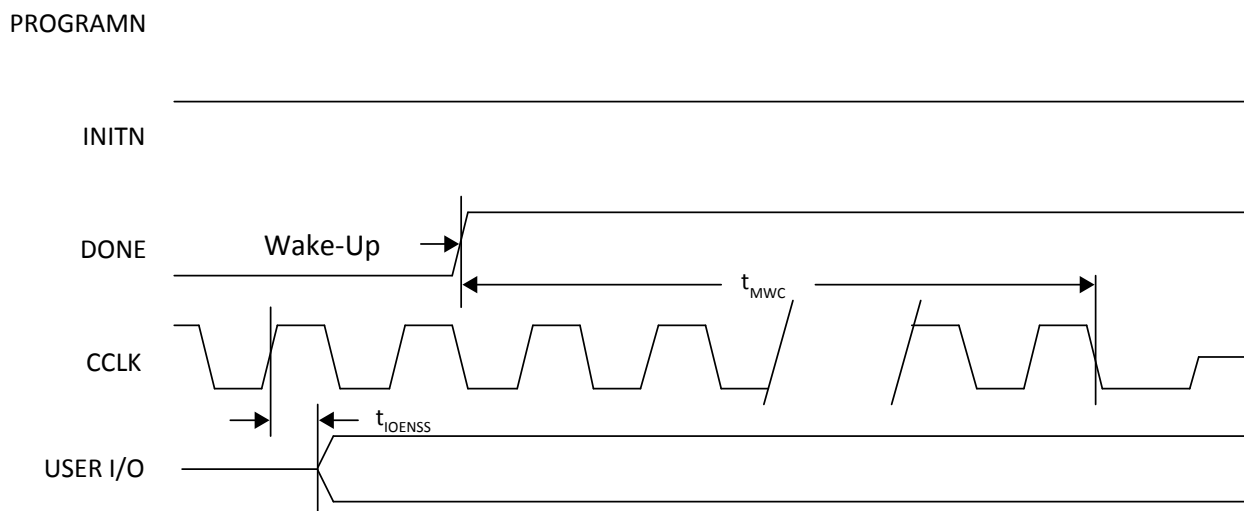 PROGRAMN
INITN
DONE
Wake-Up
tMWC
CCLK
tIOENSS
USER I/O